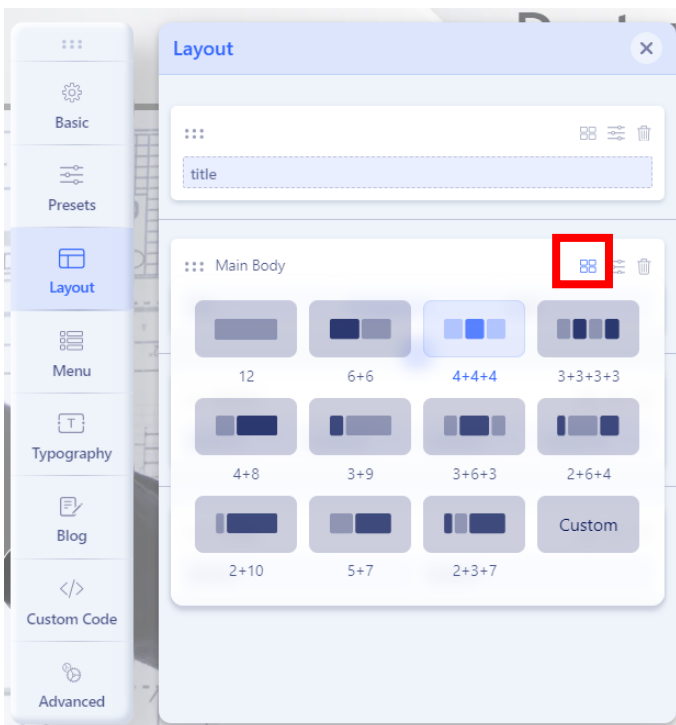 Layout
Basic
title
Presets
Main Body
Layout
Menu
12
6+6
4+4+4
3+3+3+3
Typography
4+8
3+9
3+6+3
2+6+4
Blog
Custom
2+10
5+7
2+3+7
Custom Code
Advanced